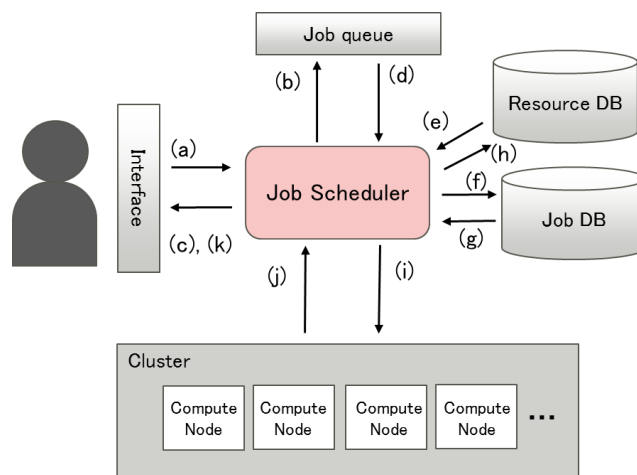 Job queue
(b)
(d)
Resource DB
(e)
(a)
(h)
Interface
Job Scheduler
(f)
Job DB
(g)
(c), (k)
(j)
(i)
Cluster
Compute
Node
Compute
Node
Compute
Node
Compute
Node
...